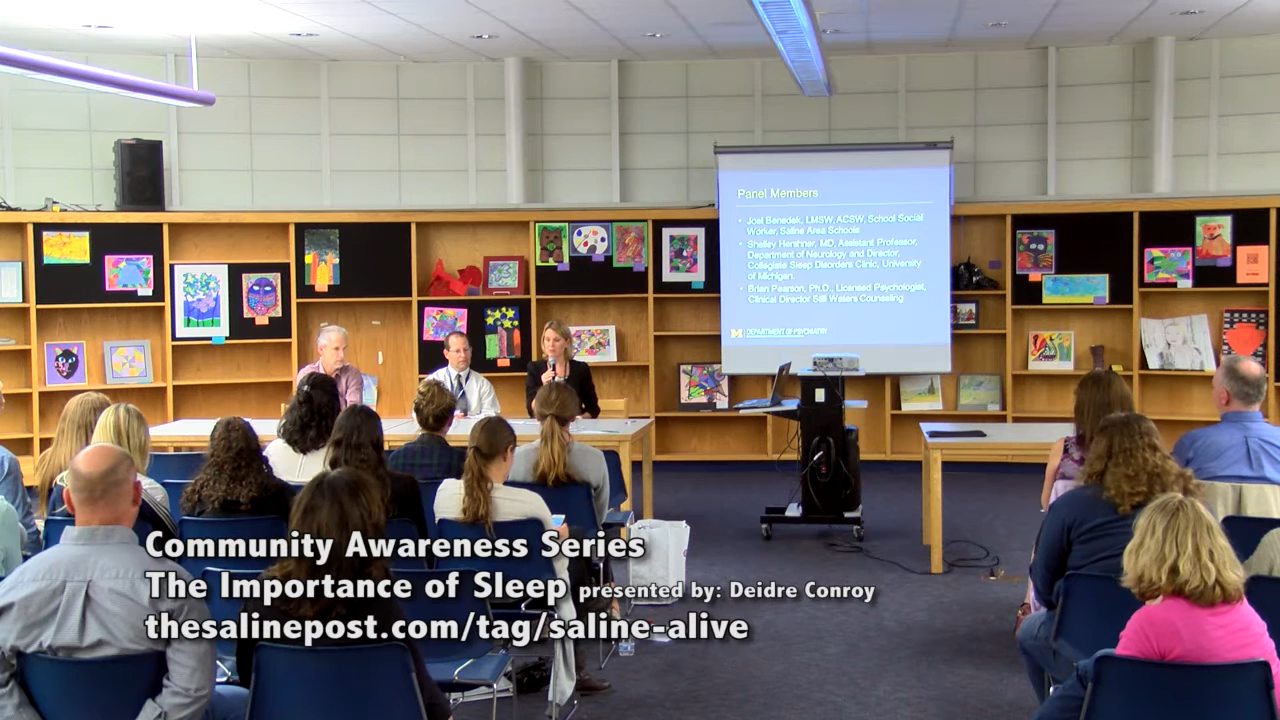 Panel Members
• Joel Benedek, LMSW, ACSW, School Social
Worker, Saline Area Schools
• Shelley Hershner, MD, Assistant Professor,
Department of Neurology and Director,
Collegiate Sleep Disorders Clinic, University
of Michigan.
• Brian Pearson, Ph.D., Licensed Psychologist,
Clinical Director Still Waters Counseling
M DEPARTMENT OF PSYCHIATRY
Community Awareness Series
The Importance of Sleep presented by: Deidre Conroy
thesalinepost.com/tag/saline-alive